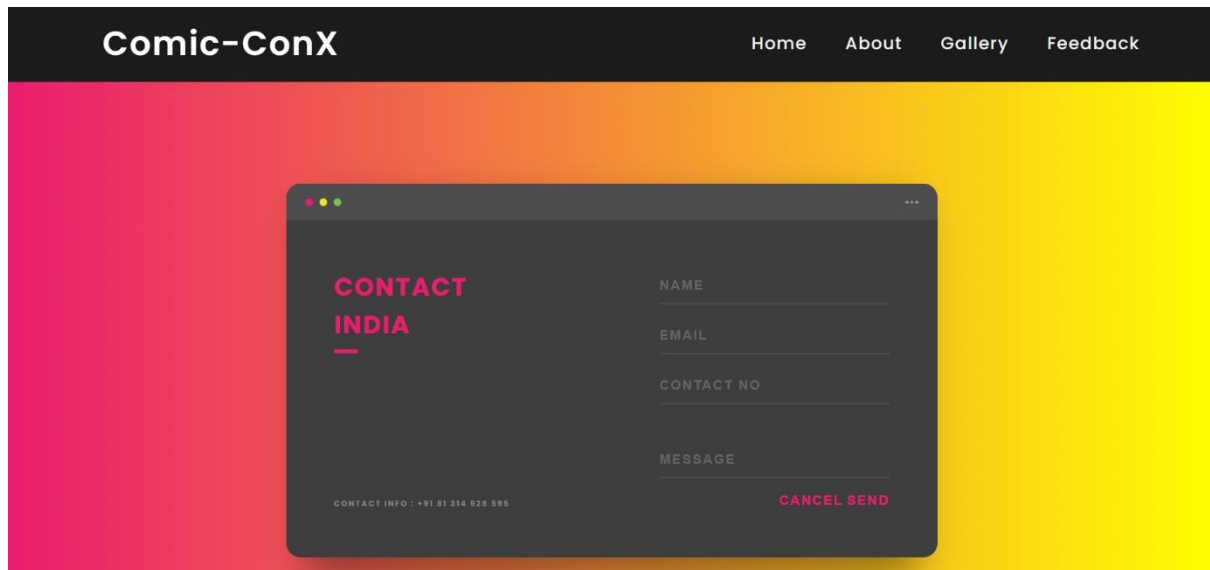 Comic-ConX
Home About Gallery Feedback
CONTACT
INDIA
NAME
EMAIL
CONTACT NO
MESSAGE
CONTACT INFO : +91 81 314 928 595
CANCEL SEND